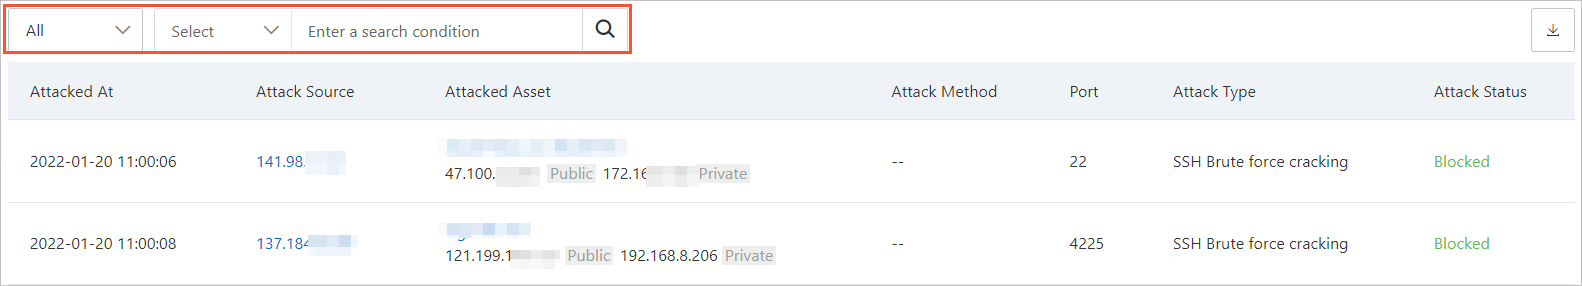 All Select Enter a search condition
Attacked At Attack Source Attacked Asset Attack Method Port Attack Type Attack Status
2022-01-20 11:00:06 141.98. 47.100. Public 172.16 Private -- 22 SSH Brute force cracking Blocked
2022-01-20 11:00:08 137.184 121.199.1 Public 192.168.8.206 Private -- 4225 SSH Brute force cracking Blocked